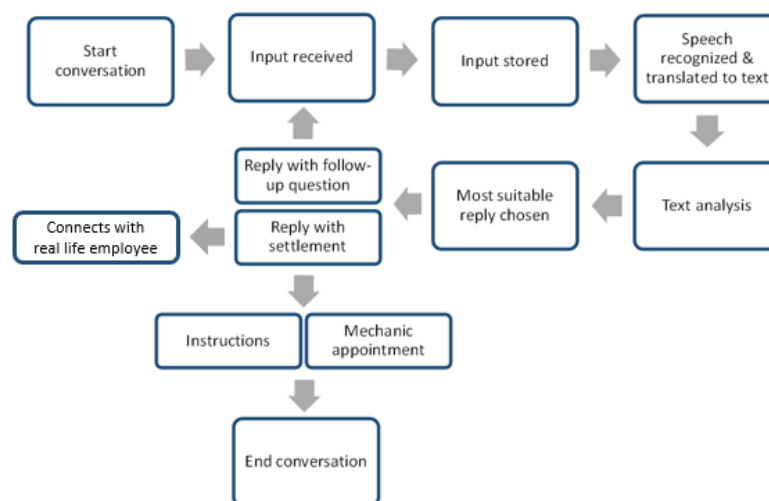 Start
conversation
Input received
Input stored
Speech
recognized &
translated to text
Reply with follow-
up question
Most suitable
reply chosen
Text analysis
Connects with
real life employee
Reply with
settlement
Instructions
Mechanic
appointment
End conversation